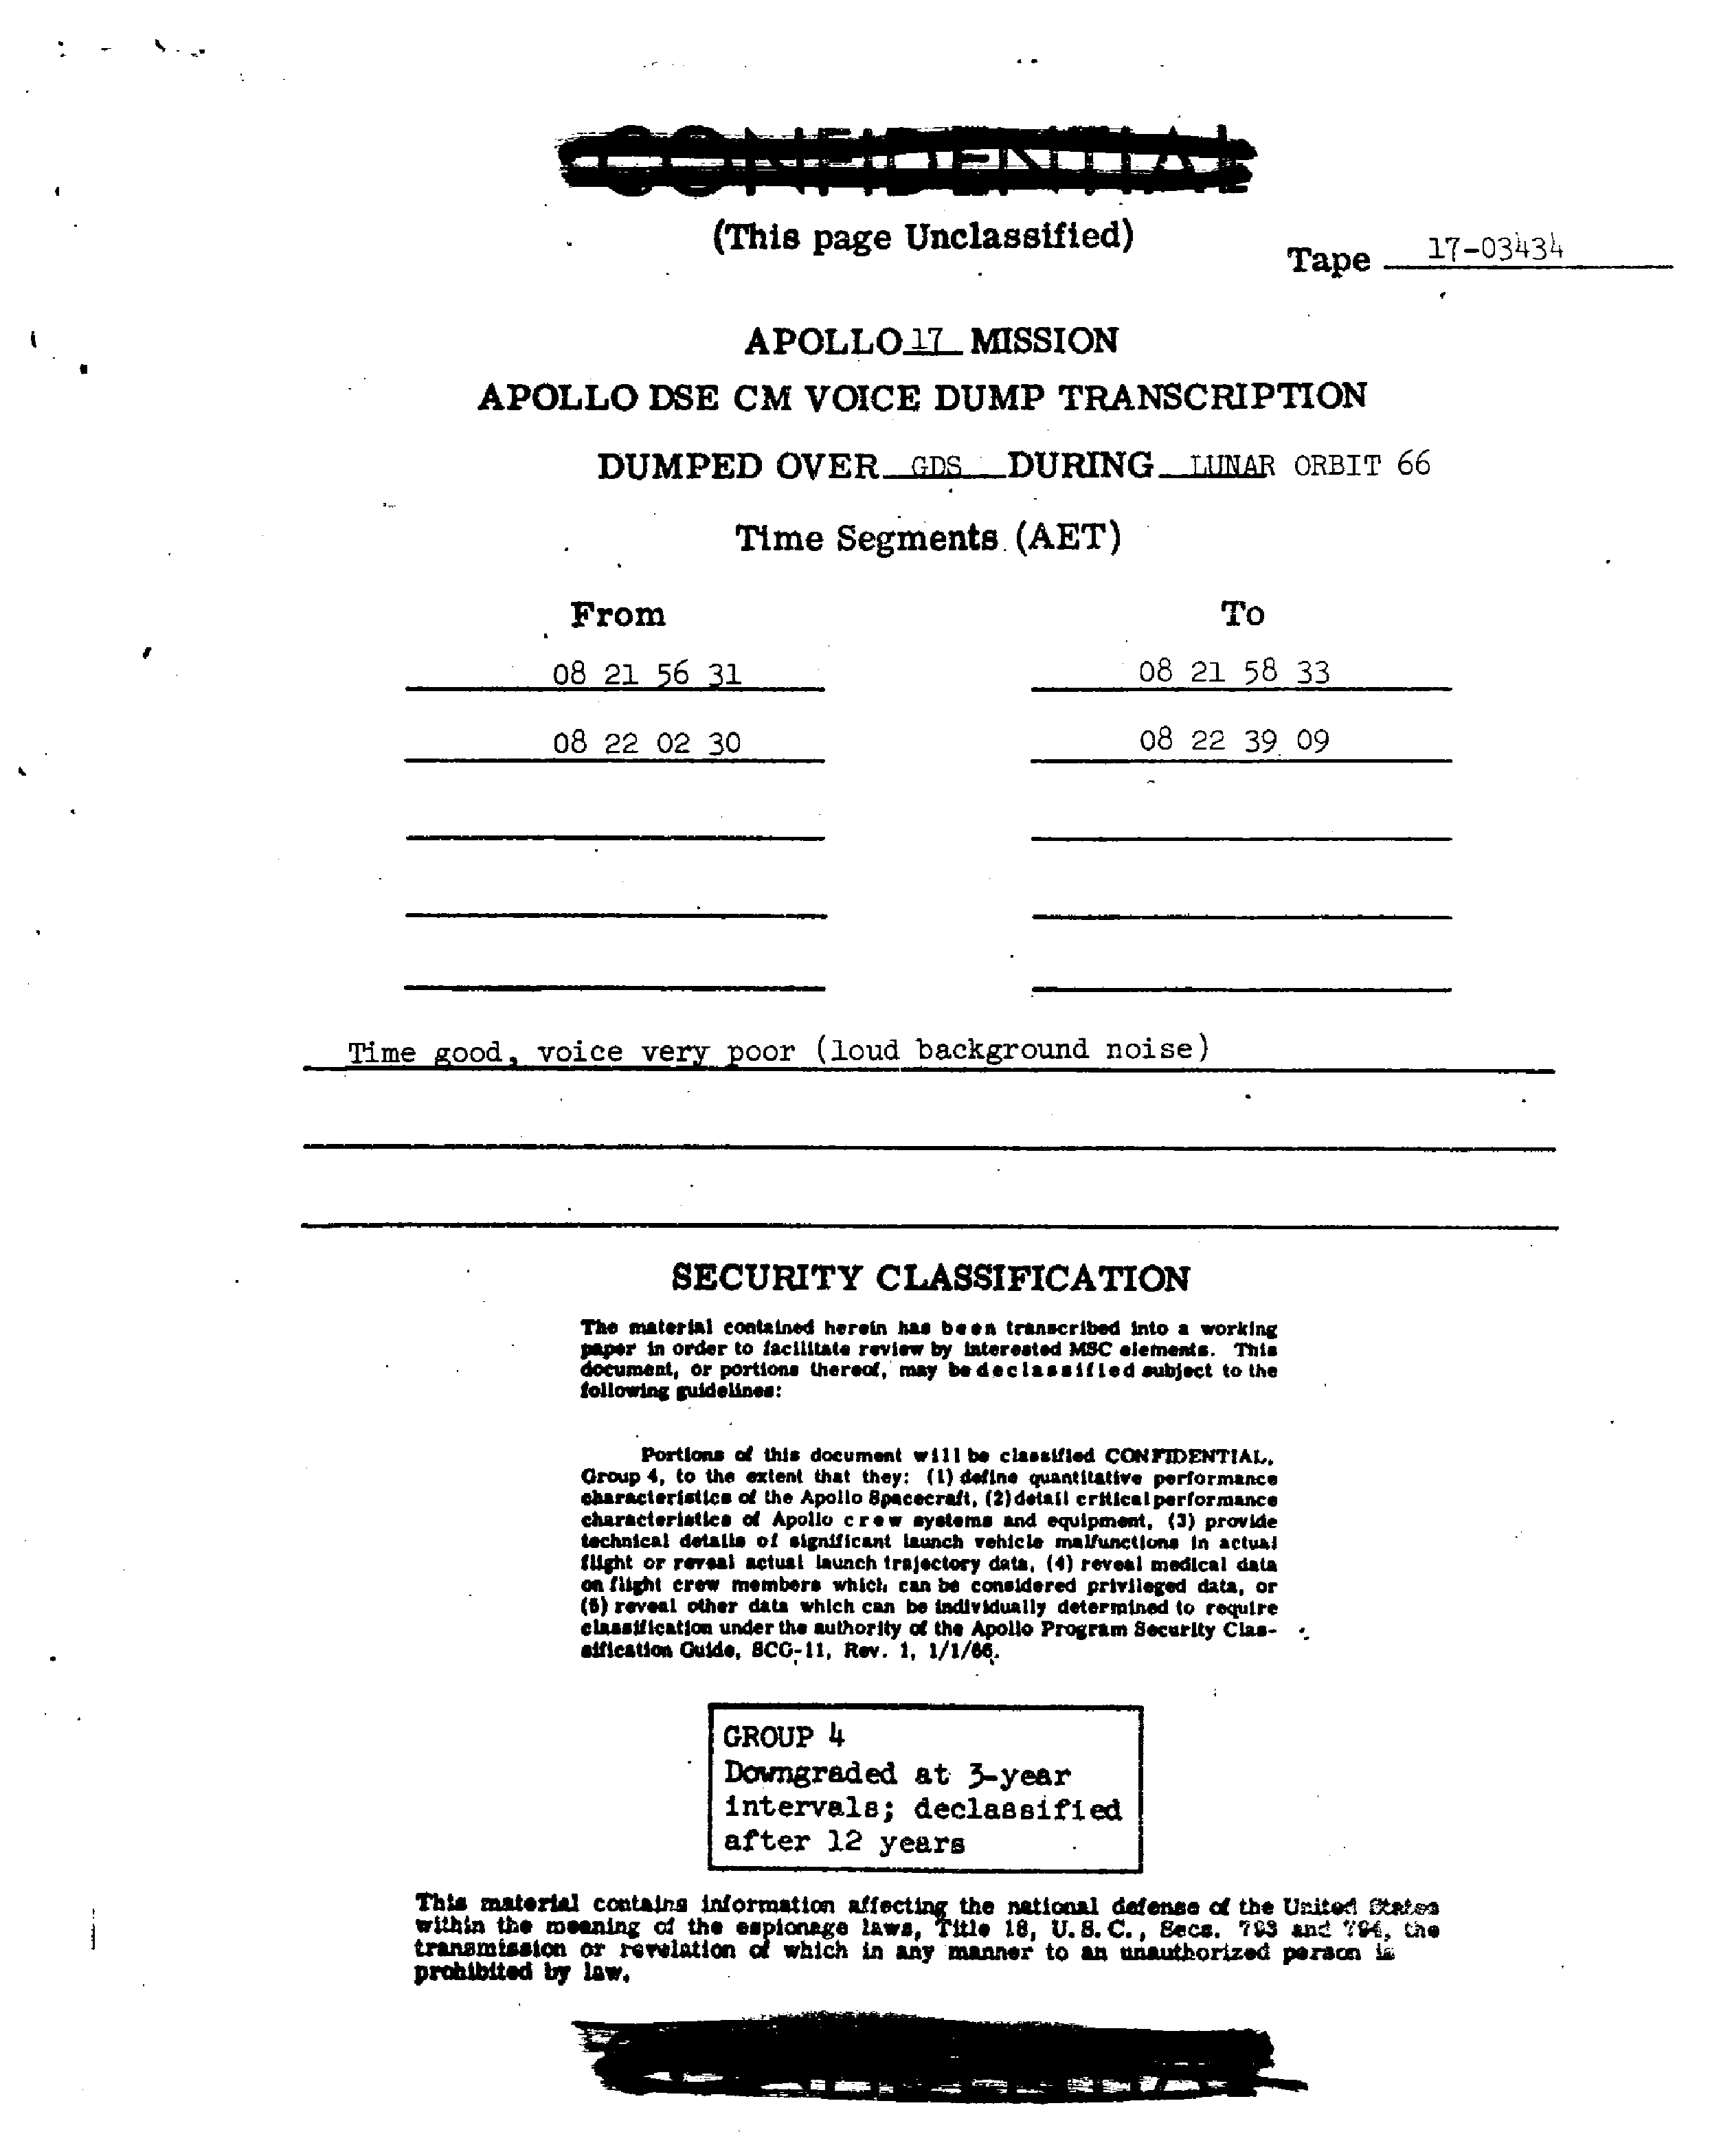 CONFIDENTIAL
(This page Unclassified)
Tape 17-03434
APOLLO 17 MISSION
APOLLO DSE CM VOICE DUMP TRANSCRIPTION
DUMPED OVER GDS DURING LUNAR ORBIT 66
Time Segments (AET)
From To
08 21 56 31 08 21 58 33
08 22 02 30 08 22 39 09
Time good, voice very poor (loud background noise)
SECURITY CLASSIFICATION
The material contained herein has been transcribed into a working
paper in order to facilitate review by interested MSC elements. This
document, or portions thereof, may be declassified subject to the
following guidelines:
Portions of this document will be classified CONFIDENTIAL,
Group 4, to the extent that they: (1) define quantitative performance
characteristics of the Apollo Spacecraft, (2) detail critical performance
characteristics of Apollo crew systems and equipment, (3) provide
technical details of significant launch vehicle malfunctions in actual
flight or reveal actual launch trajectory data, (4) reveal medical data
on flight crew members which can be considered privileged data, or
(5) reveal other data which can be individually determined to require
classification under the authority of the Apollo Program Security Clas-
sification Guide, SCG-11, Rev. 1, 1/1/66.
GROUP 4
Downgraded at 3-year
intervals; declassified
after 12 years
This material contains information affecting the national defense of the United States
within the meaning of the espionage laws, Title 18, U.S.C., Secs. 793 and 794, the
transmission or revelation of which in any manner to an unauthorized person is
prohibited by law.